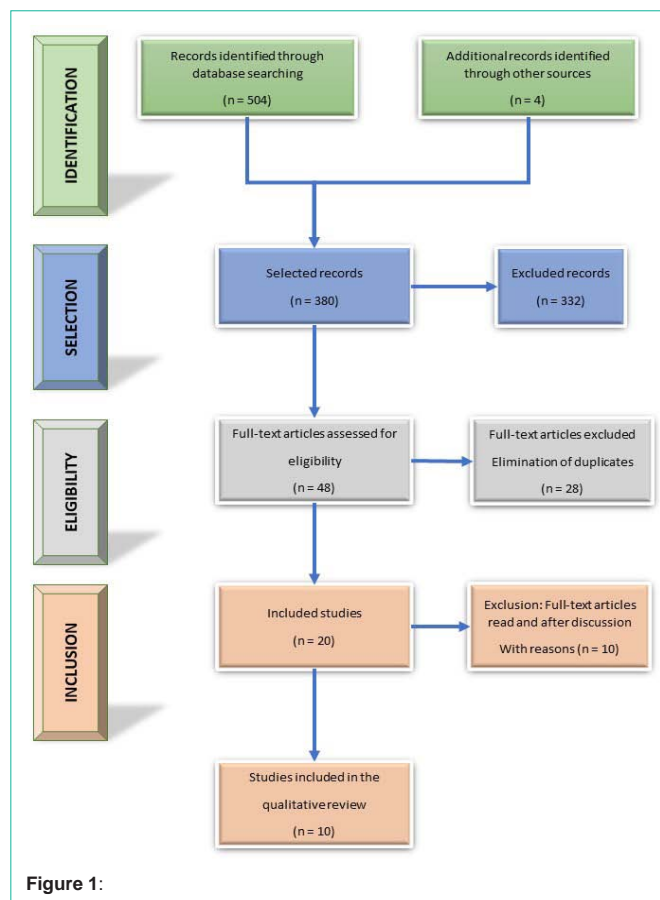 IDENTIFICATION
Records identified through
database searching
(n = 504)
Additional records identified
through other sources
(n = 4)
SELECTION
Selected records
(n = 380)
Excluded records
(n = 332)
ELIGIBILITY
Full-text articles assessed for
eligibility
(n = 48)
Full-text articles excluded
Elimination of duplicates
(n = 28)
INCLUSION
Included studies
(n = 20)
Exclusion: Full-text articles
read and after discussion
With reasons (n = 10)
Studies included in the
qualitative review
(n = 10)
Figure 1: